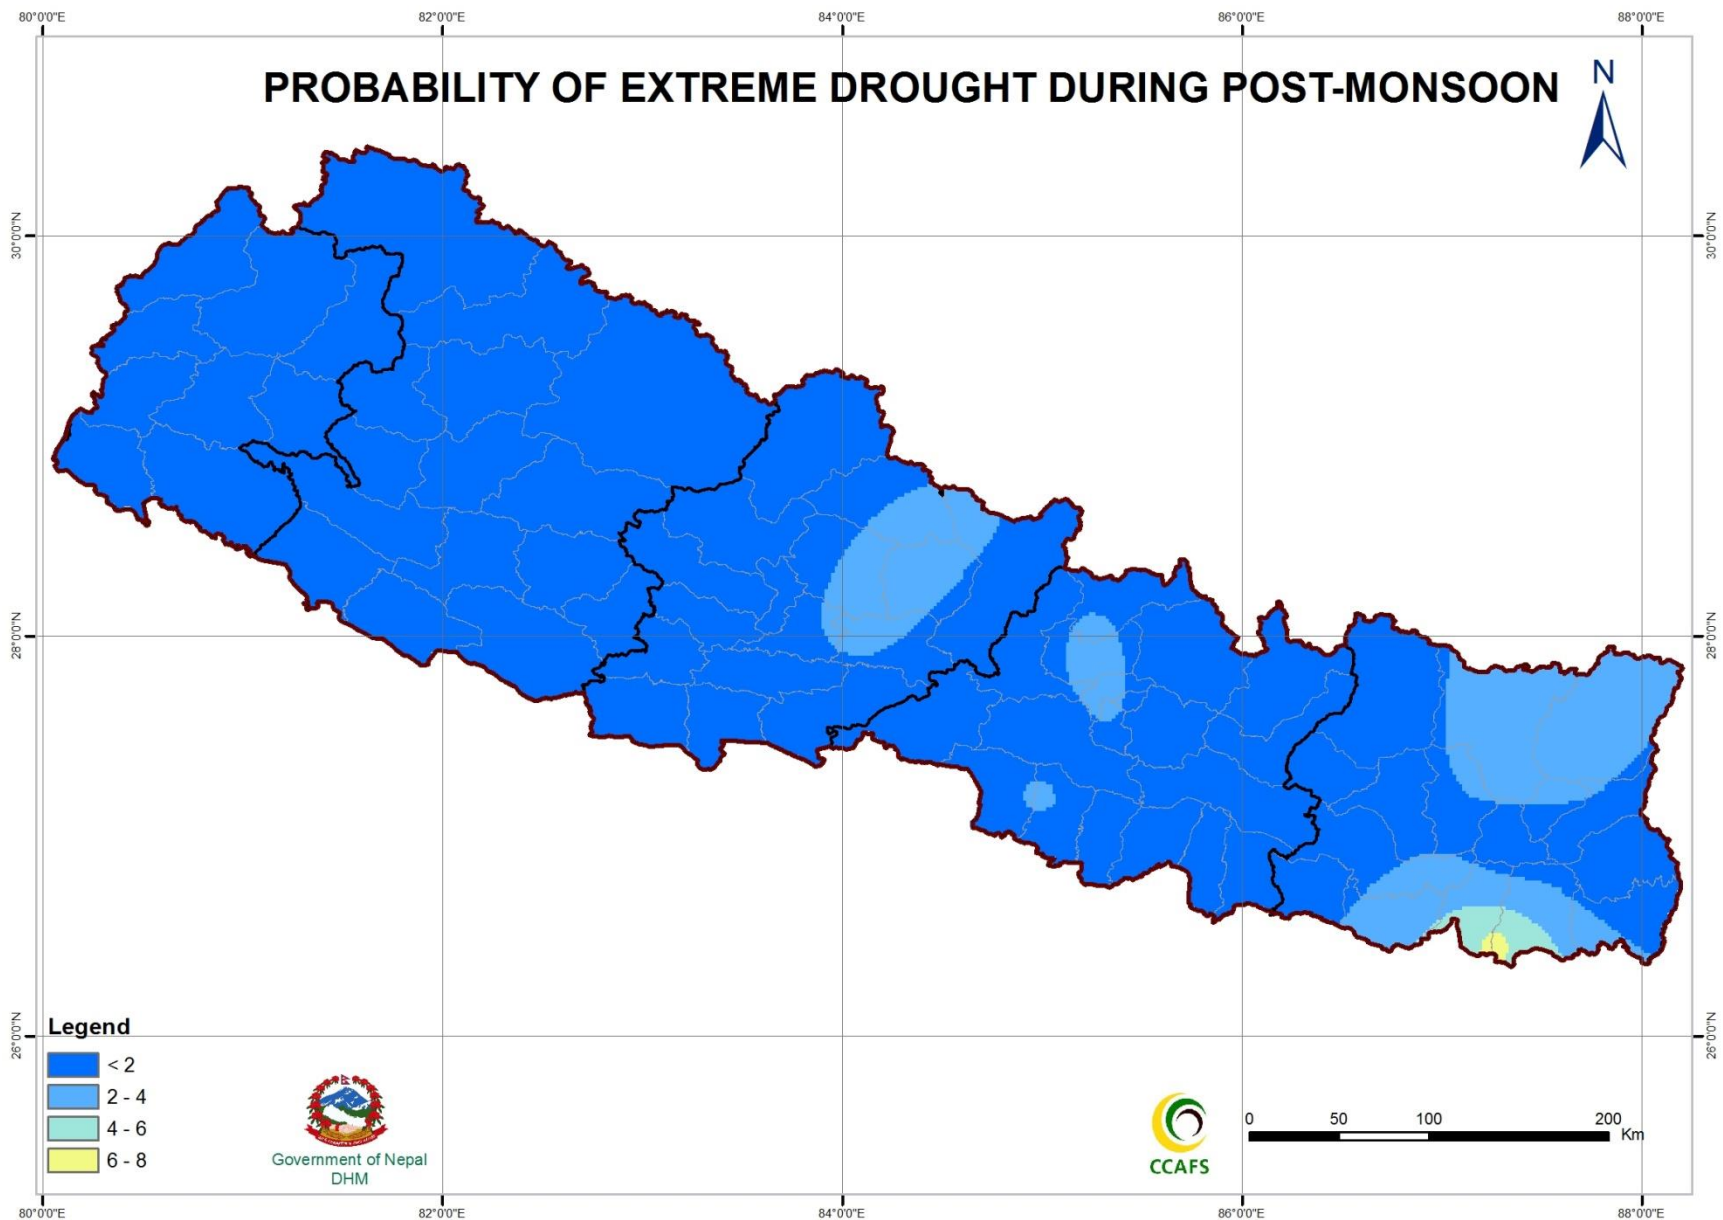 80°0'0"E 82°0'0"E 84°0'0"E 86°0'0"E 88°0'0"E
PROBABILITY OF EXTREME DROUGHT DURING POST-MONSOON
N
30°0'0"N 30°0'0"N
28°0'0"N 28°0'0"N
26°0'0"N 26°0'0"N
Legend
< 2
2 - 4
4 - 6
6 - 8
Government of Nepal
DHM
CCAFS
0 50 100 200
Km
80°0'0"E 82°0'0"E 84°0'0"E 86°0'0"E 88°0'0"E